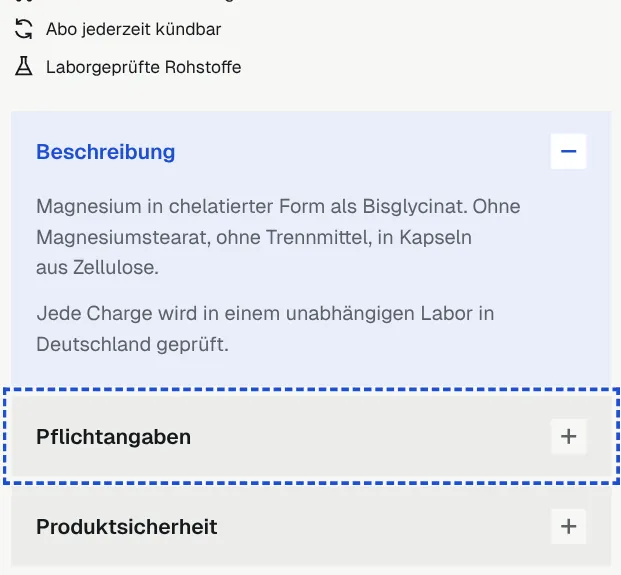 Abo jederzeit kündbar
Laborgeprüfte Rohstoffe
Beschreibung
Magnesium in chelatierter Form als Bisglycinat. Ohne
Magnesiumstearat, ohne Trennmittel, in Kapseln
aus Zellulose.
Jede Charge wird in einem unabhängigen Labor in
Deutschland geprüft.
Pflichtangaben
Produktsicherheit